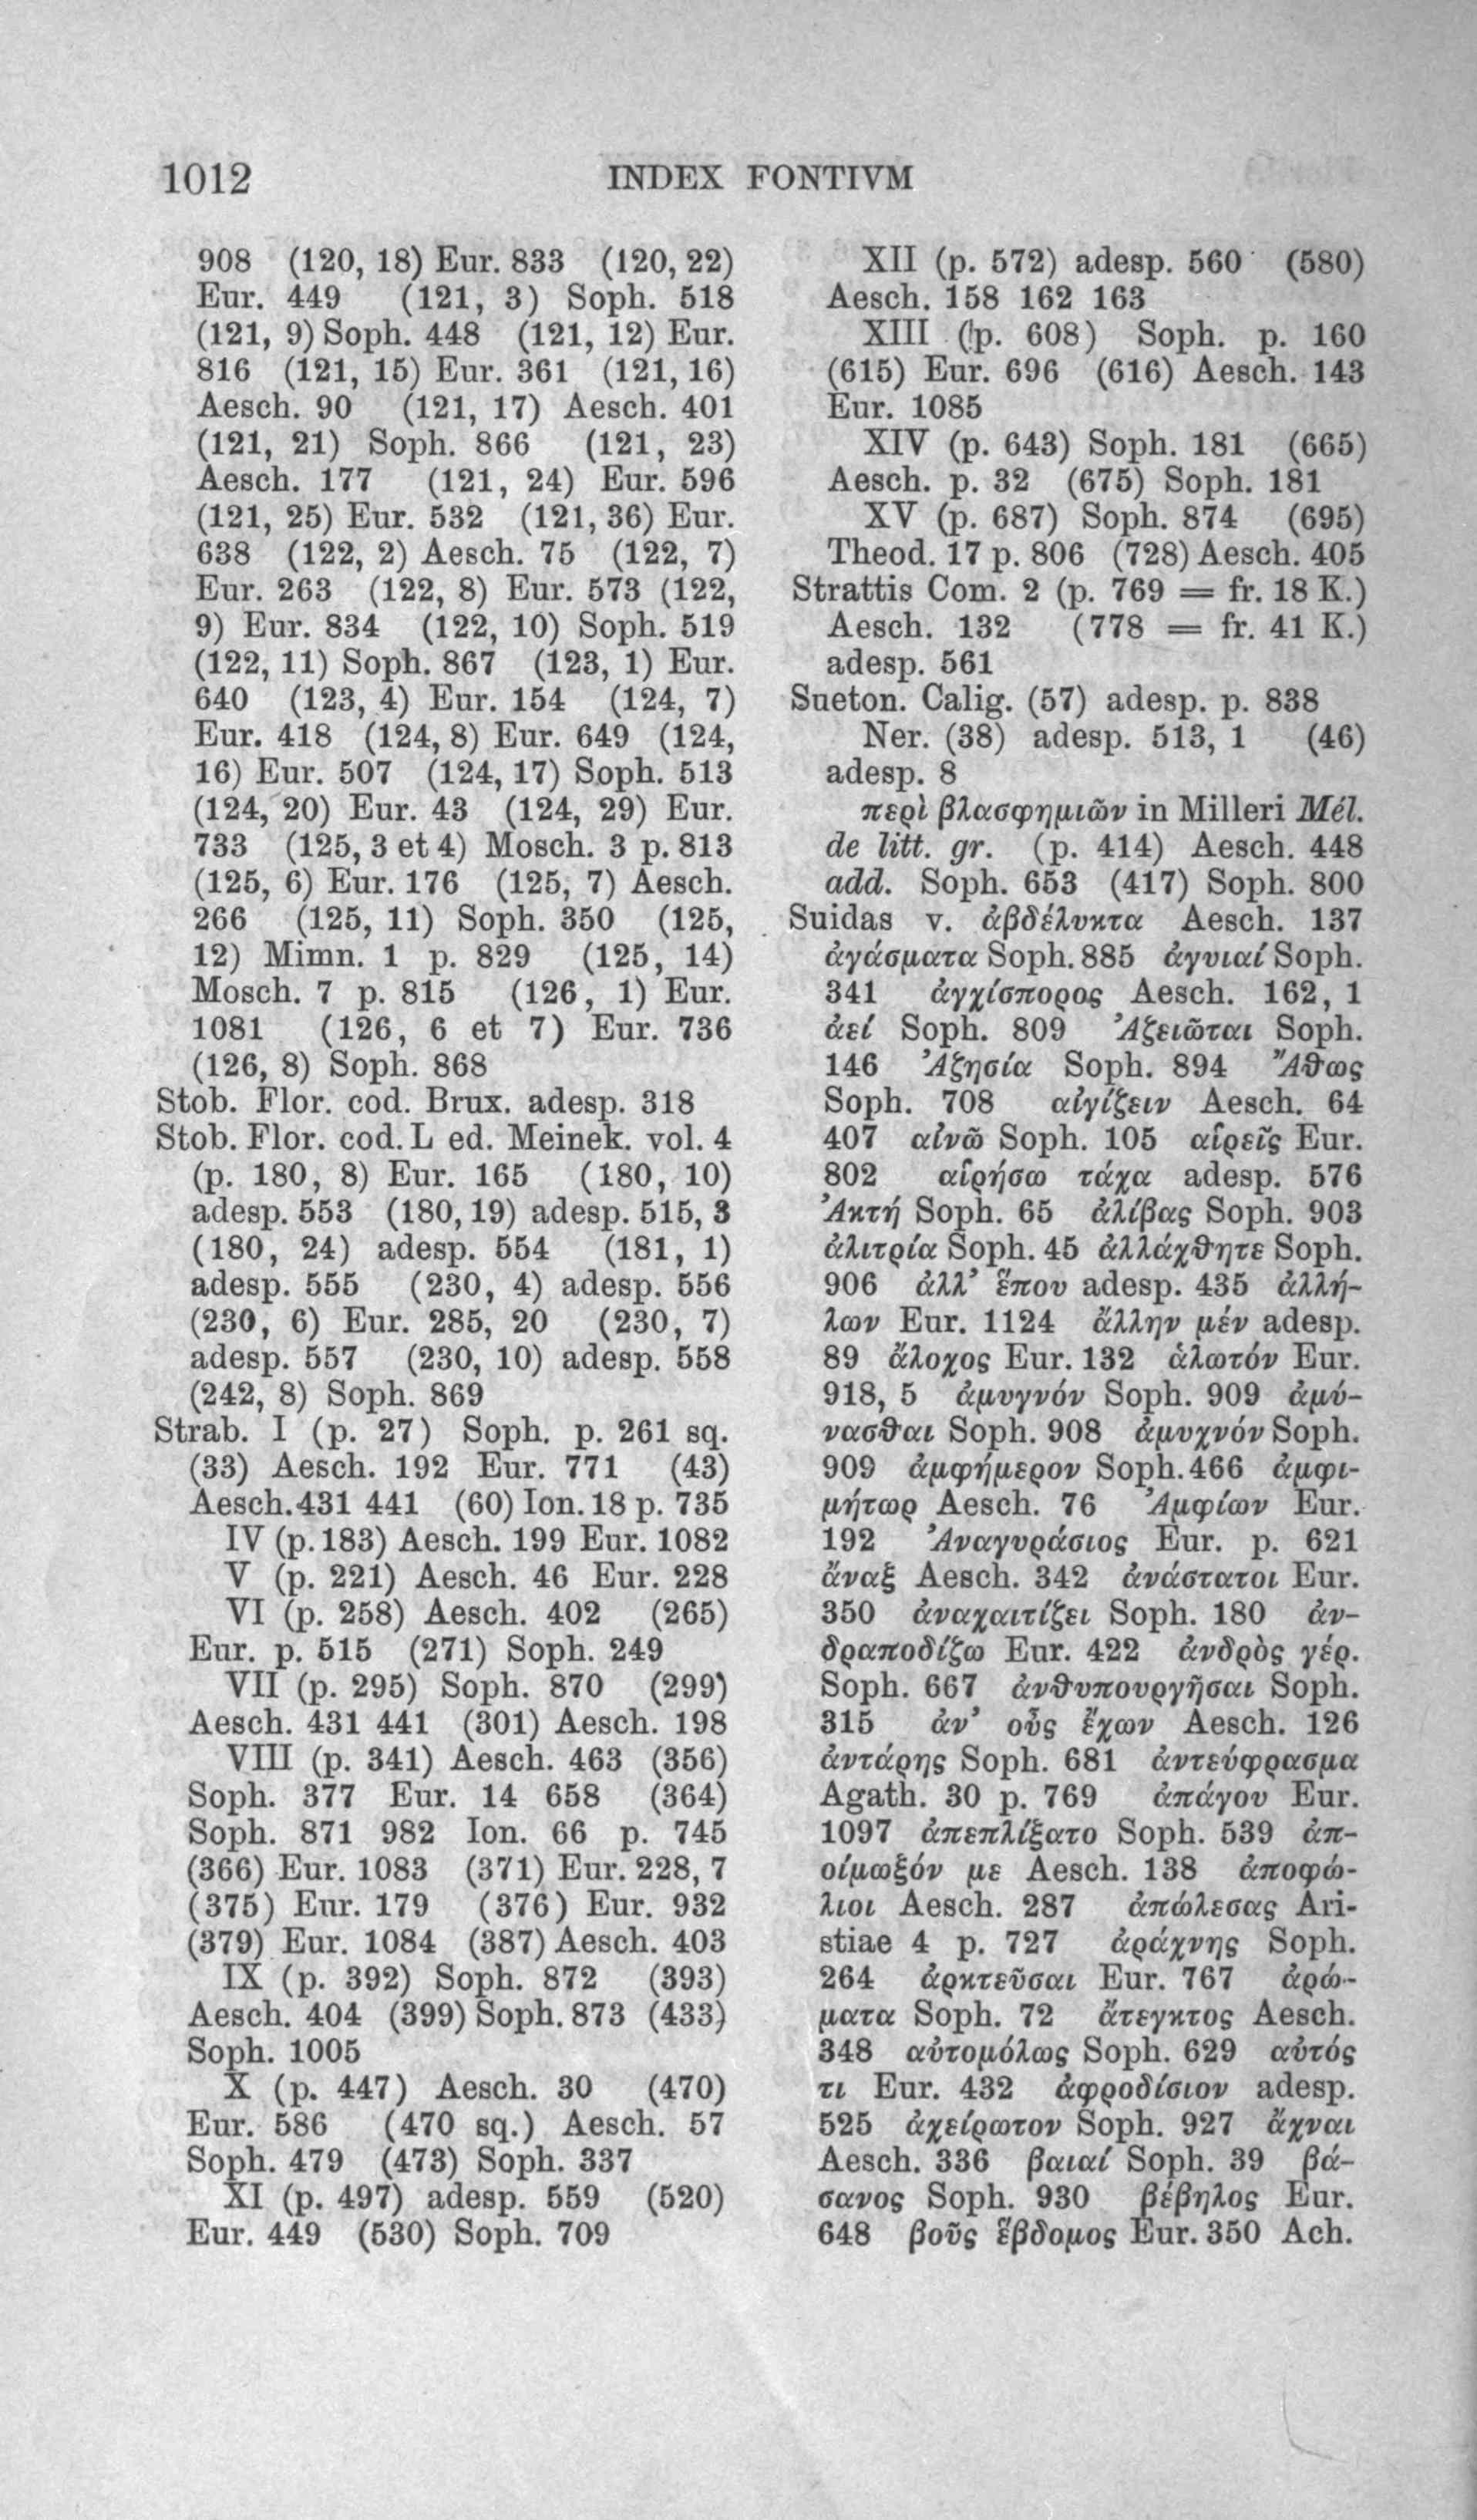 1012
INDEX FONTIVM
908 (120, 18) Eur. 833 (120, 22)
Eur. 449 (121, 3) Soph. 518
(121, 9) Soph. 448 (121, 12) Eur.
816 (121, 15) Eur. 361 (121, 16)
Aesch. 90 (121, 17) Aesch. 401
(121, 21) Soph. 866 (121, 23)
Aesch. 177 (121, 24) Eur. 596
(121, 25) Eur. 532 (121, 36) Eur.
638 (122, 2) Aesch. 75 (122, 7)
Eur. 263 (122, 8) Eur. 573 (122,
9) Eur. 834 (122, 10) Soph. 519
(122, 11) Soph. 867 (123, 1) Eur.
640 (123, 4) Eur. 154 (124, 7)
Eur. 418 (124, 8) Eur. 649 (124,
16) Eur. 507 (124, 17) Soph. 513
(124, 20) Eur. 43 (124, 29) Eur.
733 (125, 3 et 4) Mosch. 3 p. 813
(125, 6) Eur. 176 (125, 7) Aesch.
266 (125, 11) Soph. 350 (125,
12) Mimn. 1 p. 829 (125, 14)
Mosch. 7 p. 815 (126, 1) Eur.
1081 (126, 6 et 7) Eur. 736
(126, 8) Soph. 868
Stob. Flor. cod. Brux. adesp. 318
Stob. Flor. cod. L ed. Meinek. vol. 4
(p. 180, 8) Eur. 165 (180, 10)
adesp. 553 (180, 19) adesp. 515, 3
(180, 24) adesp. 554 (181, 1)
adesp. 555 (230, 4) adesp. 556
(230, 6) Eur. 285, 20 (230, 7)
adesp. 557 (230, 10) adesp. 558
(242, 8) Soph. 869
Strab. I (p. 27) Soph. p. 261 sq.
(33) Aesch. 192 Eur. 771 (43)
Aesch. 431 441 (60) Ion. 18 p. 735
IV (p. 183) Aesch. 199 Eur. 1082
V (p. 221) Aesch. 46 Eur. 228
VI (p. 258) Aesch. 402 (265)
Eur. p. 515 (271) Soph. 249
VII (p. 295) Soph. 870 (299)
Aesch. 431 441 (301) Aesch. 198
VIII (p. 341) Aesch. 463 (356)
Soph. 377 Eur. 14 658 (364)
Soph. 871 982 Ion. 66 p. 745
(366) Eur. 1083 (371) Eur. 228, 7
(375) Eur. 179 (376) Eur. 932
(379) Eur. 1084 (387) Aesch. 403
IX (p. 392) Soph. 872 (393)
Aesch. 404 (399) Soph. 873 (433)
Soph. 1005
X (p. 447) Aesch. 30 (470)
Eur. 586 (470 sq.) Aesch. 57
Soph. 479 (473) Soph. 337
XI (p. 497) adesp. 559 (520)
Eur. 449 (530) Soph. 709
XII (p. 572) adesp. 560 (580)
Aesch. 158 162 163
XIII (p. 608) Soph. p. 160
(615) Eur. 696 (616) Aesch. 143
Eur. 1085
XIV (p. 643) Soph. 181 (665)
Aesch. p. 32 (675) Soph. 181
XV (p. 687) Soph. 874 (695)
Theod. 17 p. 806 (728) Aesch. 405
Strattis Com. 2 (p. 769 = fr. 18 K.)
Aesch. 132 (778 = fr. 41 K.)
adesp. 561
Sueton. Calig. (57) adesp. p. 838
Ner. (38) adesp. 513, 1 (46)
adesp. 8
περὶ βλασφημιῶν in Milleri Mél.
de litt. gr. (p. 414) Aesch. 448
add. Soph. 653 (417) Soph. 800
Suidas v. ἀβδέλυκτα Aesch. 137
ἀγάσματα Soph. 885 ἀγυιαί Soph.
341 ἀγχίσπορος Aesch. 162, 1
ἀεί Soph. 809 Ἀζειῶται Soph.
146 Ἀζησία Soph. 894 Ἄθως
Soph. 708 αἰγίζειν Aesch. 64
407 αἰνῶ Soph. 105 αἱρεῖς Eur.
802 αἱρήσω τάχα adesp. 576
Ἀκτή Soph. 65 ἀλίβας Soph. 903
ἀλιτρία Soph. 45 ἀλλάχθητε Soph.
906 ἀλλ’ ἕπου adesp. 435 ἀλλή-
λων Eur. 1124 ἄλλην μέν adesp.
89 ἄλοχος Eur. 132 ἁλωτόν Eur.
918, 5 ἀμυγνόν Soph. 909 ἀμύ-
νασθαι Soph. 908 ἀμυχνόν Soph.
909 ἀμφήμερον Soph. 466 ἀμφι-
μήτωρ Aesch. 76 Ἀμφίων Eur.
192 Ἀναγυράσιος Eur. p. 621
ἄναξ Aesch. 342 ἀνάστατοι Eur.
350 ἀναχαιτίζει Soph. 180 ἀν-
δραποδίζω Eur. 422 ἀνδρὸς γέρ.
Soph. 667 ἀνθυπουργῆσαι Soph.
315 ἀν’ οὖς ἔχων Aesch. 126
ἀντάρης Soph. 681 ἀντεύφρασμα
Agath. 30 p. 769 ἀπάγου Eur.
1097 ἀπεπλίξατο Soph. 539 ἀπ-
οίμωξόν με Aesch. 138 ἀποφώ-
λιοι Aesch. 287 ἀπώλεσας Ari-
stiae 4 p. 727 ἀράχνης Soph.
264 ἀρκτεῦσαι Eur. 767 ἀρώ-
ματα Soph. 72 ἄτεγκτος Aesch.
348 αὐτομόλως Soph. 629 αὐτός
τι Eur. 432 ἀφροδίσιον adesp.
525 ἀχείρωτον Soph. 927 ἄχναι
Aesch. 336 βαιαί Soph. 39 βά-
σανος Soph. 930 βέβηλος Eur.
648 βοῦς ἕβδομος Eur. 350 Ach.